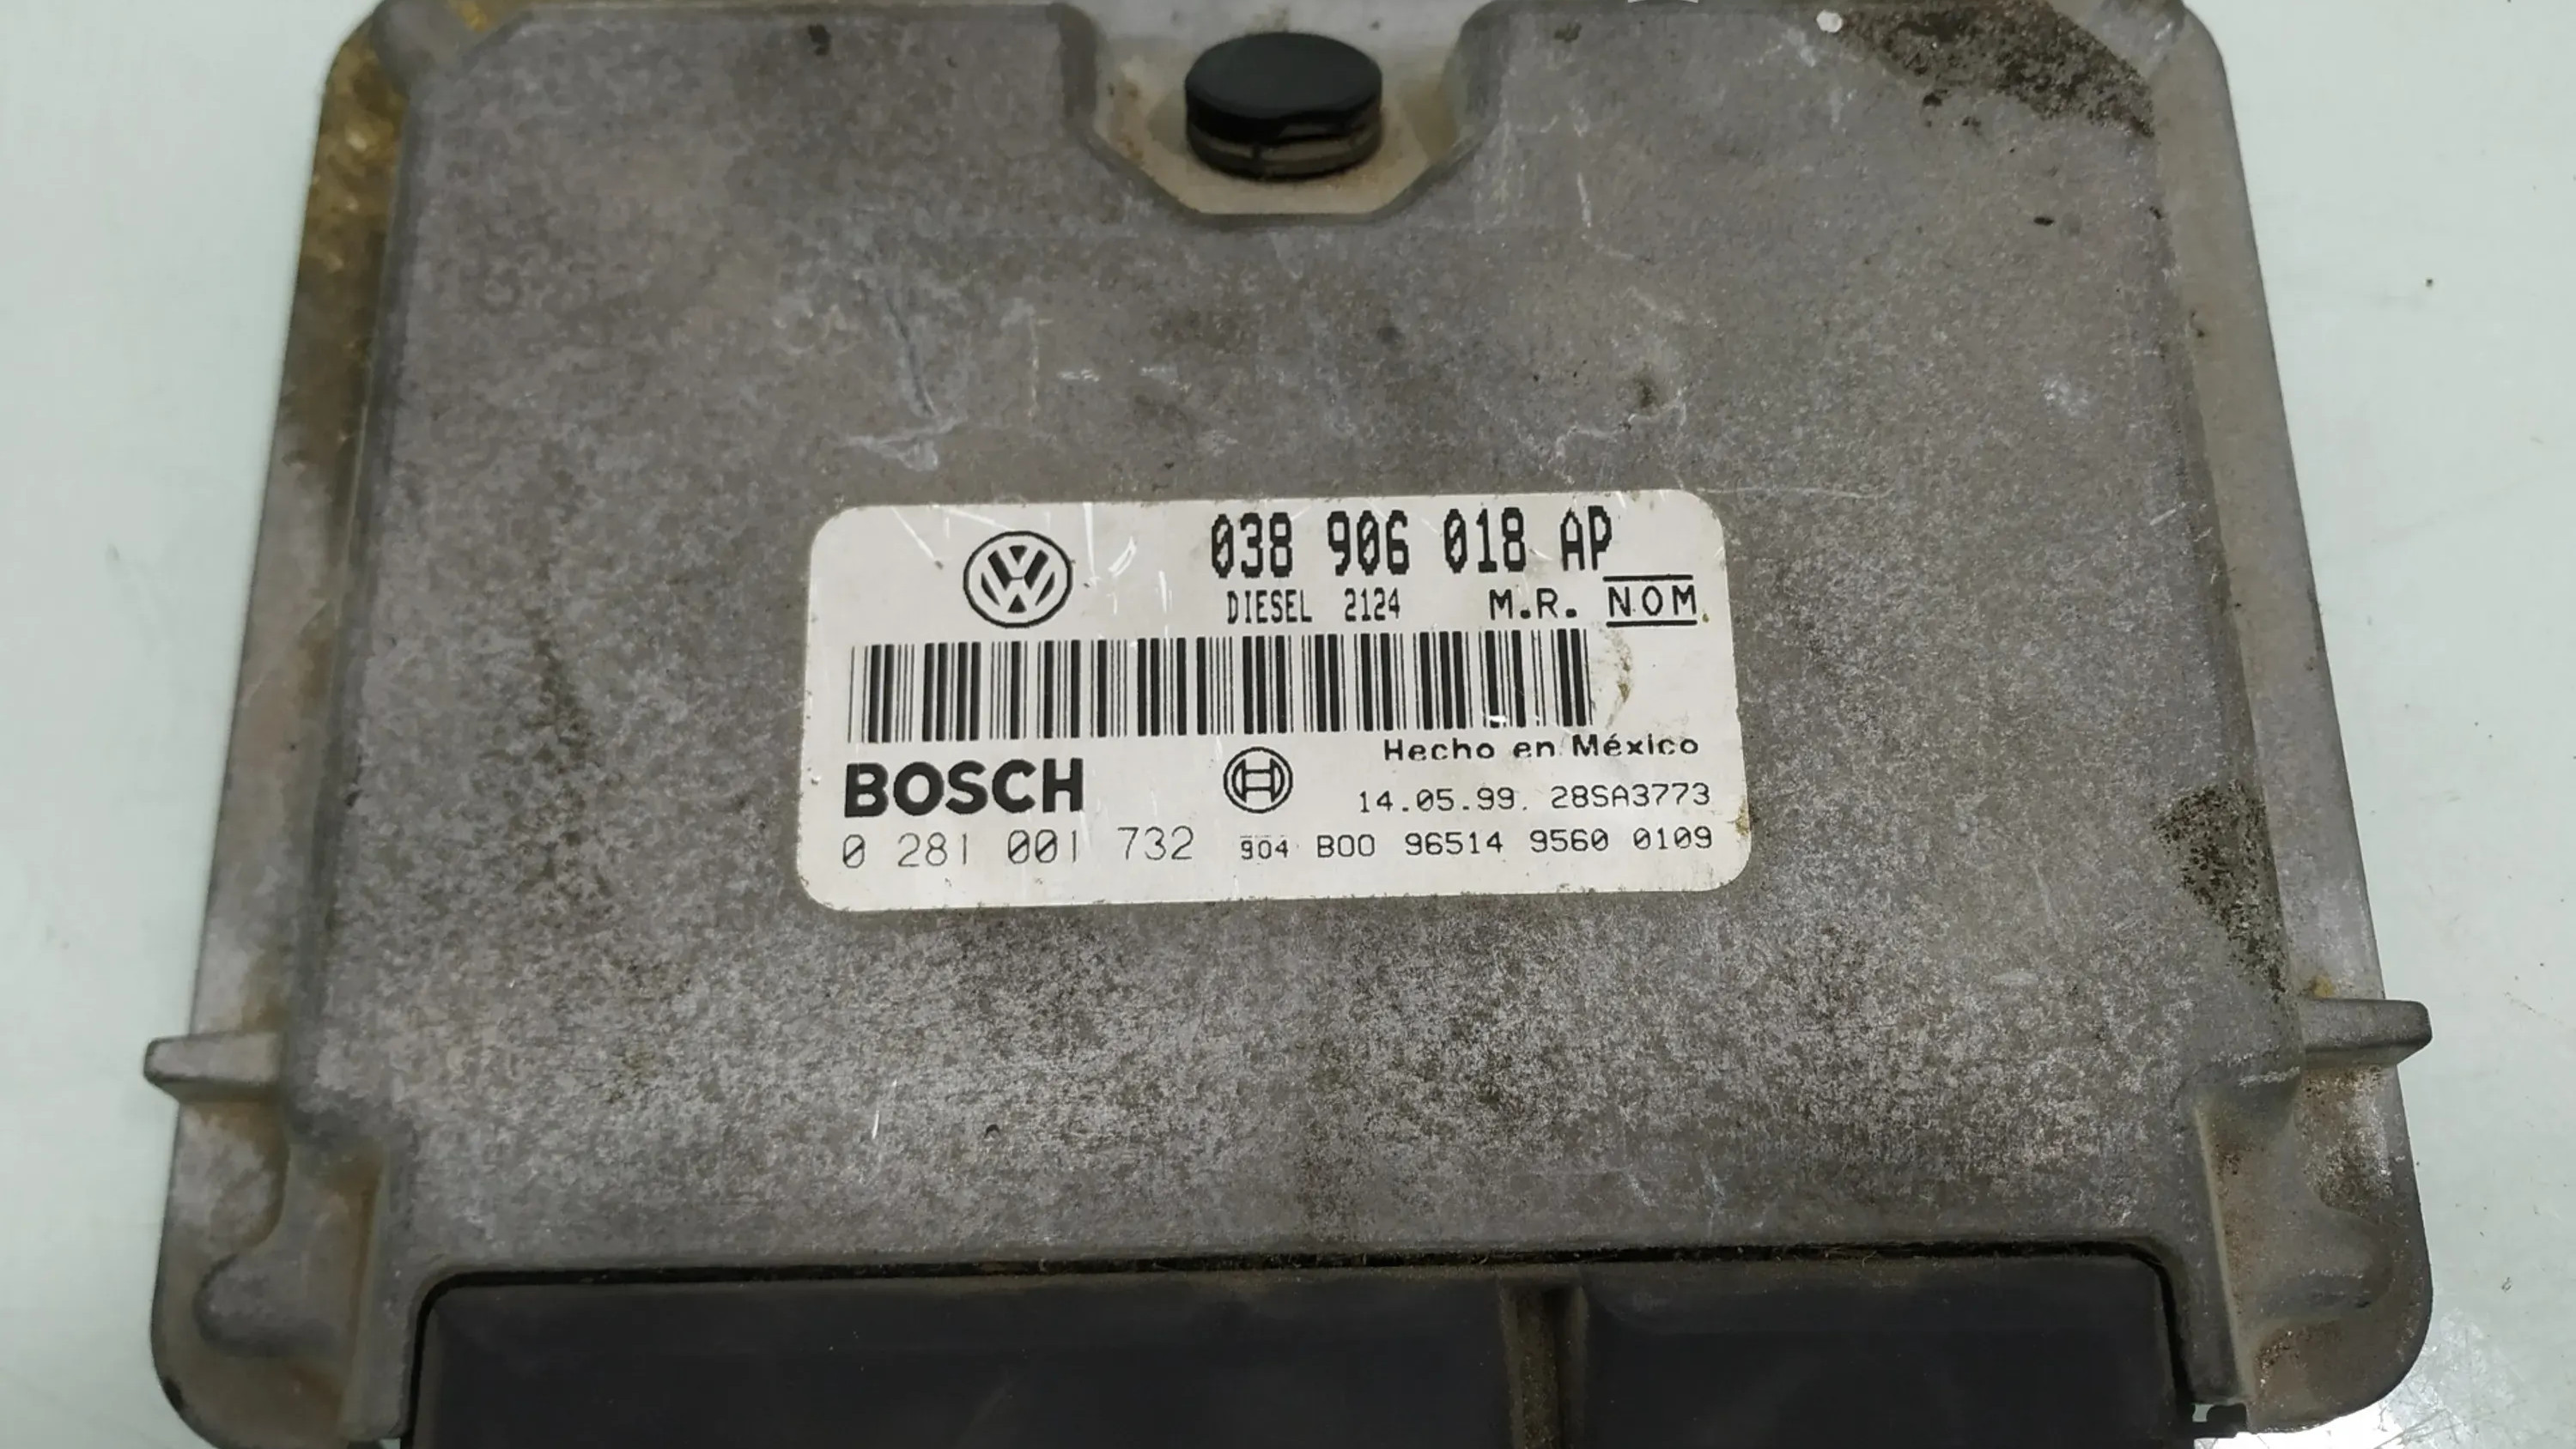 038 906 018 AP
DIESEL 2124 M.R. NOM
Hecho en México
BOSCH
14.05.99. 28SA3773
0 281 001 732 904 B00 96514 9560 0109